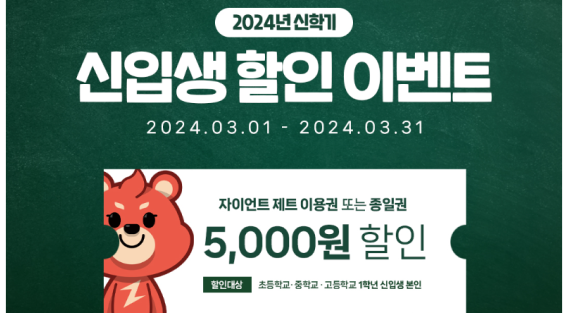 2024년 신학기
신입생 할인 이벤트
2024.03.01 - 2024.03.31
자이언트 제트 이용권 또는 종일권
5,000원 할인
할인대상 초등학교· 중학교 · 고등학교 1학년 신입생 본인